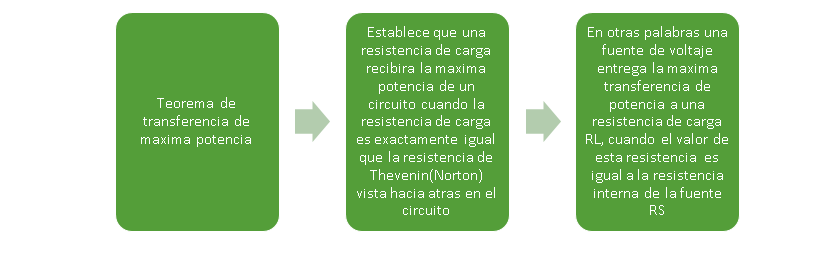 Teorema de
transferencia de
maxima potencia
Establece que una
resistencia de carga
recibira la maxima
potencia de un
circuito cuando la
resistencia de carga
es exactamente igual
que la resistencia de
Thevenin(Norton)
vista hacia atras en el
circuito
En otras palabras una
fuente de voltaje
entrega la maxima
transferencia de
potencia a una
resistencia de carga
RL, cuando el valor de
esta resistencia es
igual a la resistencia
interna de la fuente
RS